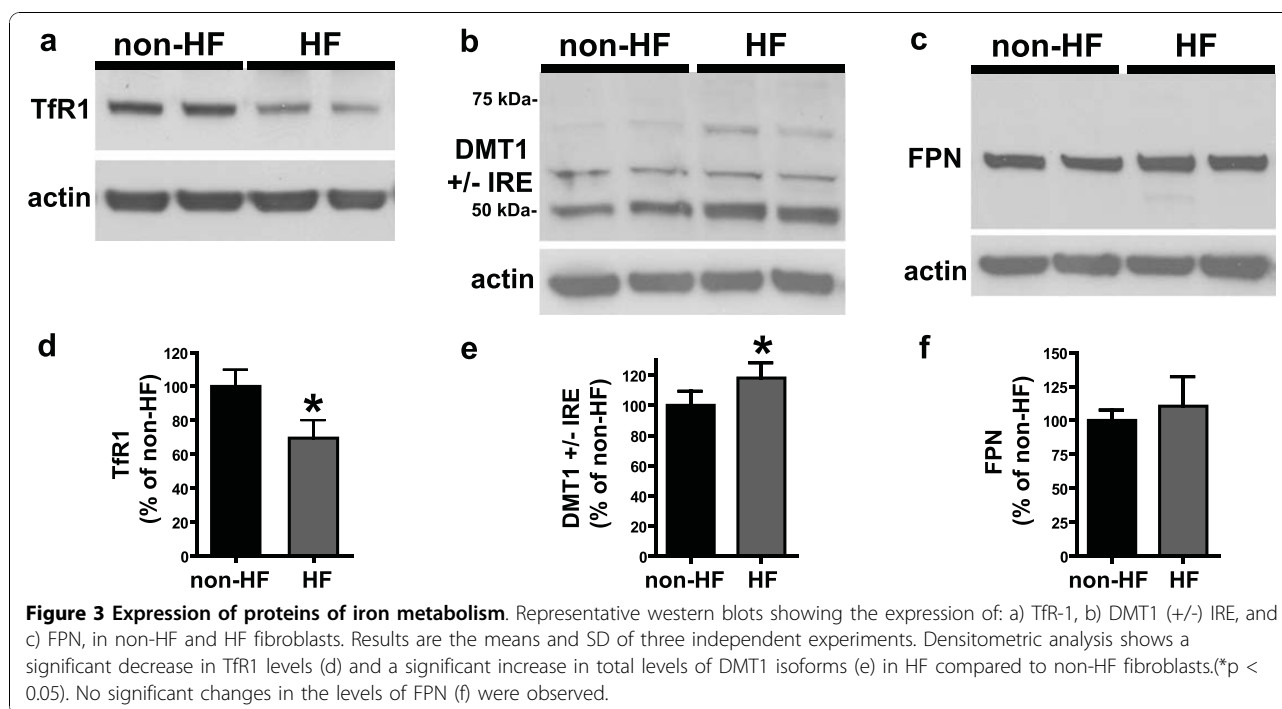 a
non-HF HF
TfR1
actin
b
non-HF HF
75 kDa-
DMT1
+/- IRE
50 kDa-
actin
c
non-HF HF
FPN
actin
d
TfR1
(% of non-HF)
120
100
80
60
40
20
0
*
non-HF HF
e
DMT1 +/- IRE
(% of non-HF)
120
100
80
60
40
20
0
*
non-HF HF
f
FPN
(% of non-HF)
150
125
100
75
50
25
0
non-HF HF
Figure 3 Expression of proteins of iron metabolism. Representative western blots showing the expression of: a) TfR-1, b) DMT1 (+/-) IRE, and
c) FPN, in non-HF and HF fibroblasts. Results are the means and SD of three independent experiments. Densitometric analysis shows a
significant decrease in TfR1 levels (d) and a significant increase in total levels of DMT1 isoforms (e) in HF compared to non-HF fibroblasts.(*p <
0.05). No significant changes in the levels of FPN (f) were observed.